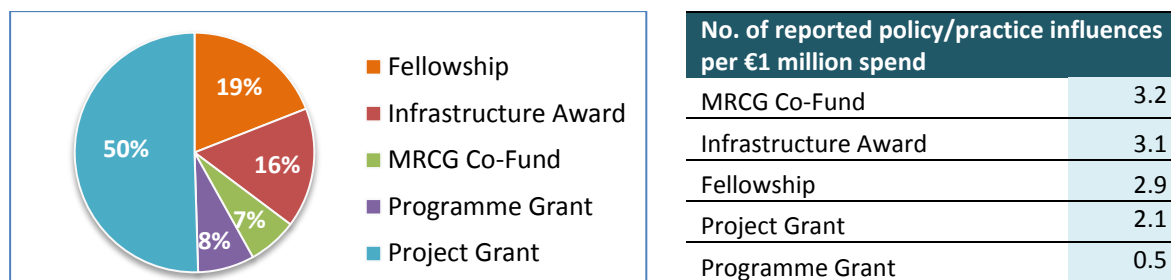 19%
16%
7%
8%
50%
Fellowship
Infrastructure Award
MRCG Co-Fund
Programme Grant
Project Grant
No. of reported policy/practice influences
per €1 million spend
MRCG Co-Fund 3.2
Infrastructure Award 3.1
Fellowship 2.9
Project Grant 2.1
Programme Grant 0.5